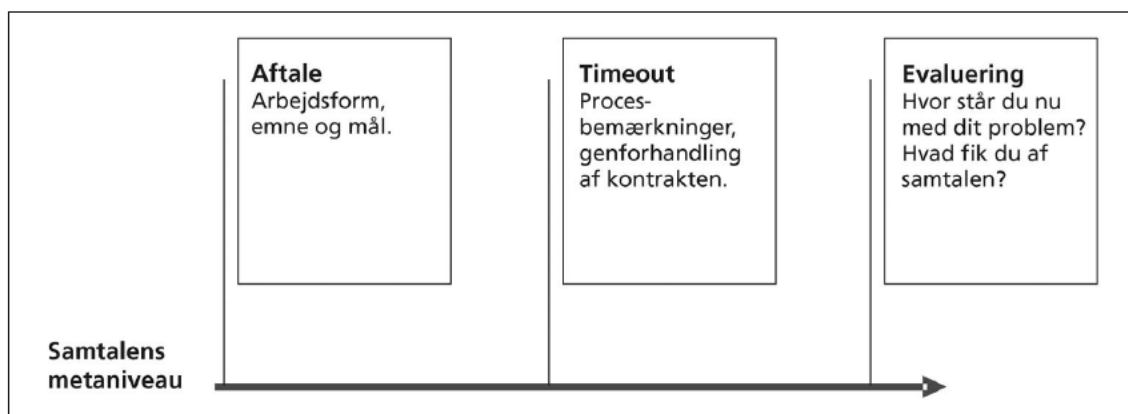 Aftale
Arbejdsform,
emne og mål.
Timeout
Proces-
bemærkninger,
genforhandling
af kontrakten.
Evaluering
Hvor står du nu
med dit problem?
Hvad fik du af
samtalen?
Samtalens
metaniveau